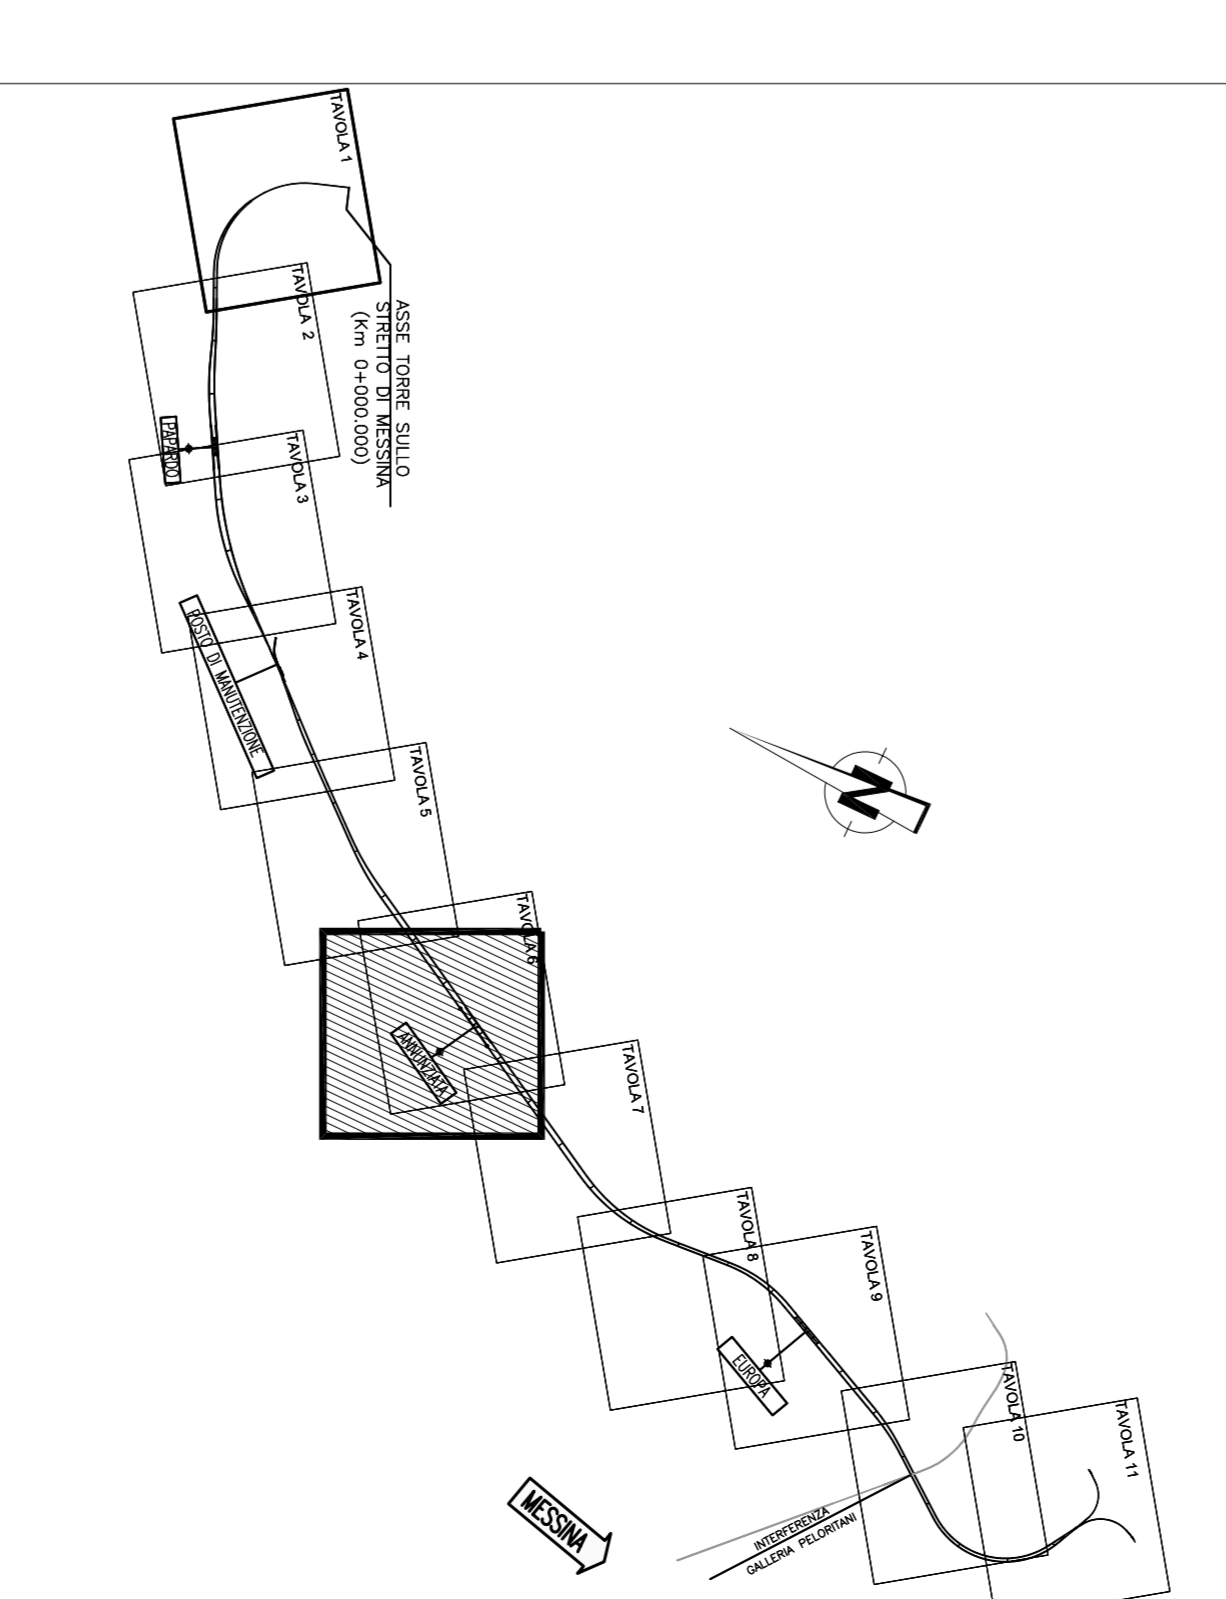 TAVOLA 1
ASSE TORRE SULLO
STRETTO DI MESSINA
(Km 0+000.000)
TAVOLA 2
PAPARDO
TAVOLA 3
TAVOLA 4
POSTO DI MANUTENZIONE
TAVOLA 5
N
TAVOLA 6
ANNUNZIATA
TAVOLA 7
TAVOLA 8
TAVOLA 9
EUROPA
TAVOLA 10
TAVOLA 11
MESSINA
INTERFERENZA
GALLERIA PELORITANI